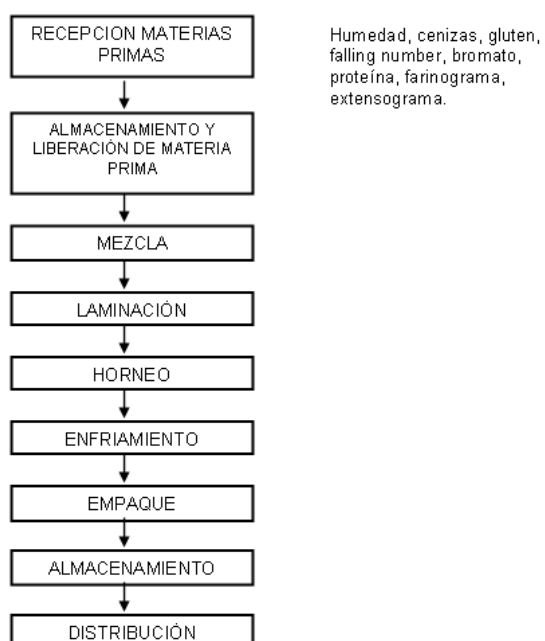 RECEPCION MATERIAS
PRIMAS
Humedad, cenizas, gluten,
falling number, bromato,
proteína, farinograma,
extensograma.
ALMACENAMIENTO Y
LIBERACIÓN DE MATERIA
PRIMA
MEZCLA
LAMINACIÓN
HORNEO
ENFRIAMIENTO
EMPAQUE
ALMACENAMIENTO
DISTRIBUCIÓN